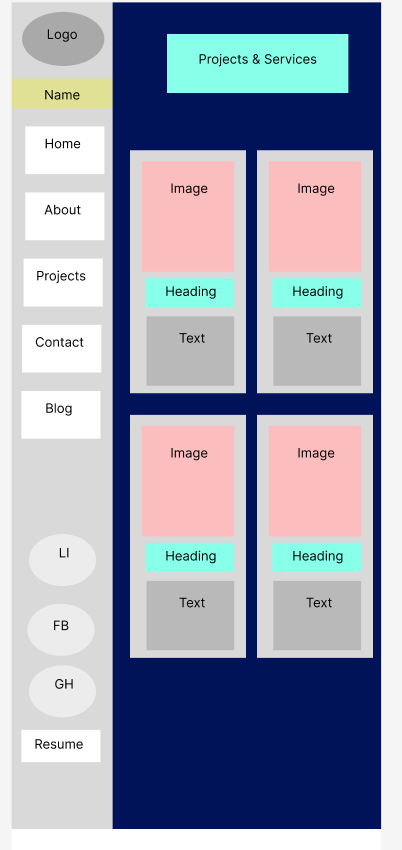 Logo
Name
Home
About
Projects
Contact
Blog
LI
FB
GH
Resume
Projects & Services
Image
Heading
Text
Image
Heading
Text
Image
Heading
Text
Image
Heading
Text